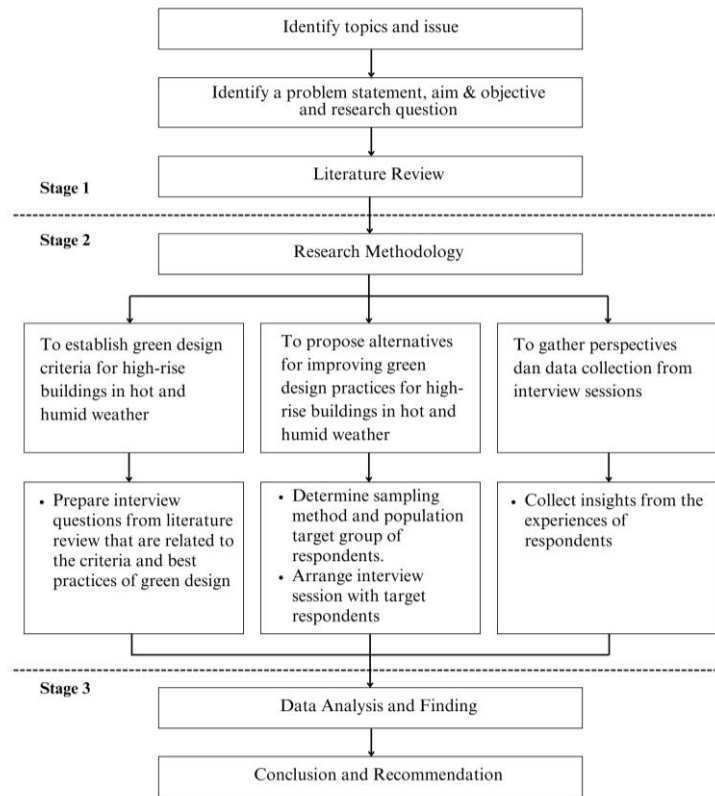 Identify topics and issue
Identify a problem statement, aim & objective
and research question
Stage 1
Literature Review
Stage 2
Research Methodology
To establish green design
criteria for high-rise
buildings in hot and
humid weather
To propose alternatives
for improving green
design practices for high-
rise buildings in hot and
humid weather
To gather perspectives
dan data collection from
interview sessions
• Prepare interview
questions from literature
review that are related to
the criteria and best
practices of green design
• Determine sampling
method and population
target group of
respondents.
• Arrange interview
session with target
respondents
• Collect insights from the
experiences of
respondents
Stage 3
Data Analysis and Finding
Conclusion and Recommendation